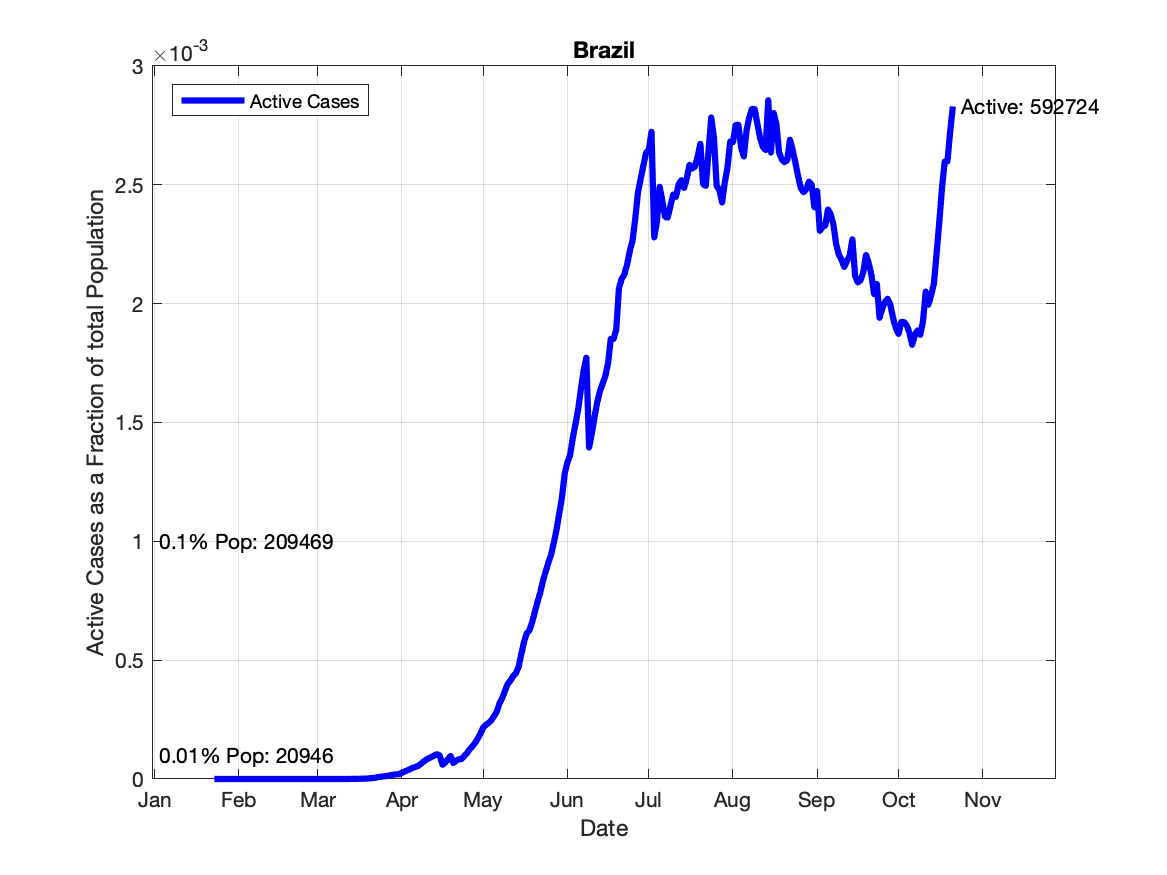 Brazil
×10-3
3
Active Cases
Active: 592724
2.5
2
1.5
1
0.1% Pop: 209469
0.5
0.01% Pop: 20946
0
Active Cases as a Fraction of total Population
Jan Feb Mar Apr May Jun Jul Aug Sep Oct Nov
Date